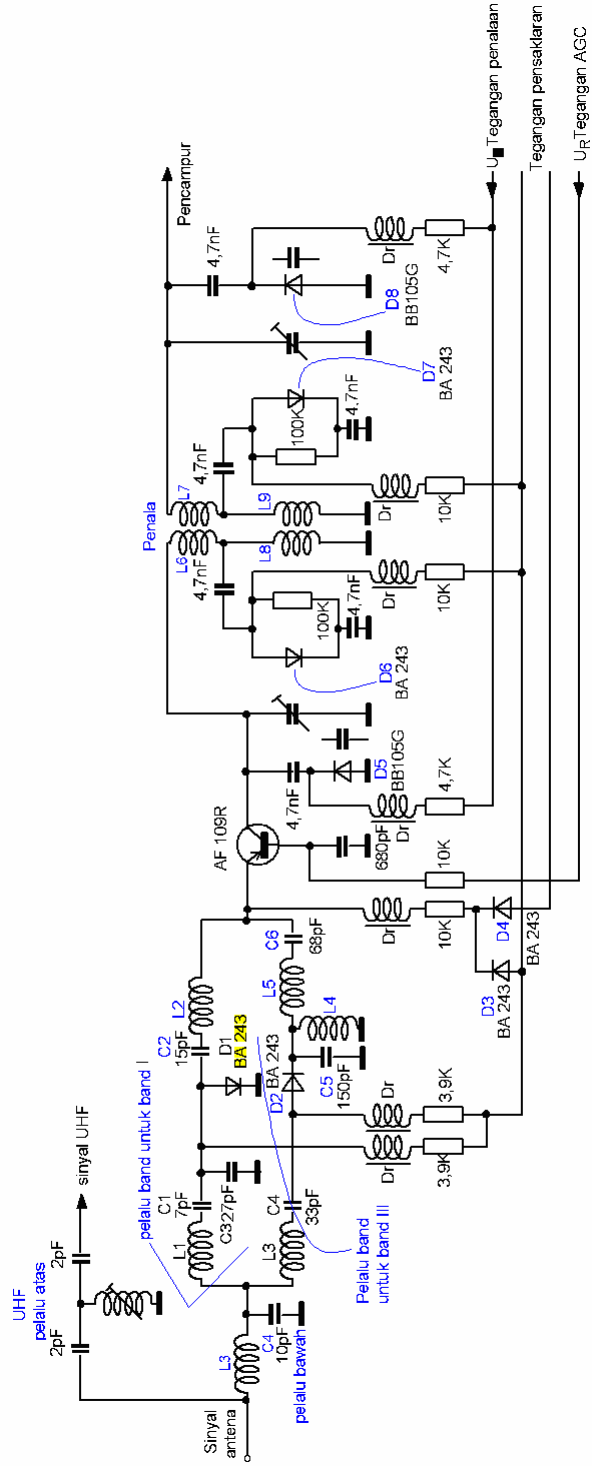 UHF
pelalu atas
2pF
2pF
sinyal UHF
Sinyal
antena
L3
C4
10pF
pelalu bawah
L1
C1
7pF
C327pF
pelalu band untuk band I
L3
C4
33pF
Pelalu band
untuk band III
C2
15pF
L2
D1
BA 243
BA 243
D2
C5
150pF
L4
L5
C6
68pF
Dr
Dr
3,9K
3,9K
AF 109R
Dr
10K
D3
BA 243
D4
BA 243
680pF
10K
4,7nF
D5
BB105G
Dr
4,7K
D6
BA 243
100K
4,7nF
4,7nF
Dr
10K
Penala
L6
L7
L8
L9
4,7nF
100K
4.7nF
D7
BA 243
Dr
10K
Pencampur
4,7nF
D8
BB105G
Dr
4,7K
U Tegangan penalaan
Tegangan pensaklaran
URTegangan AGC